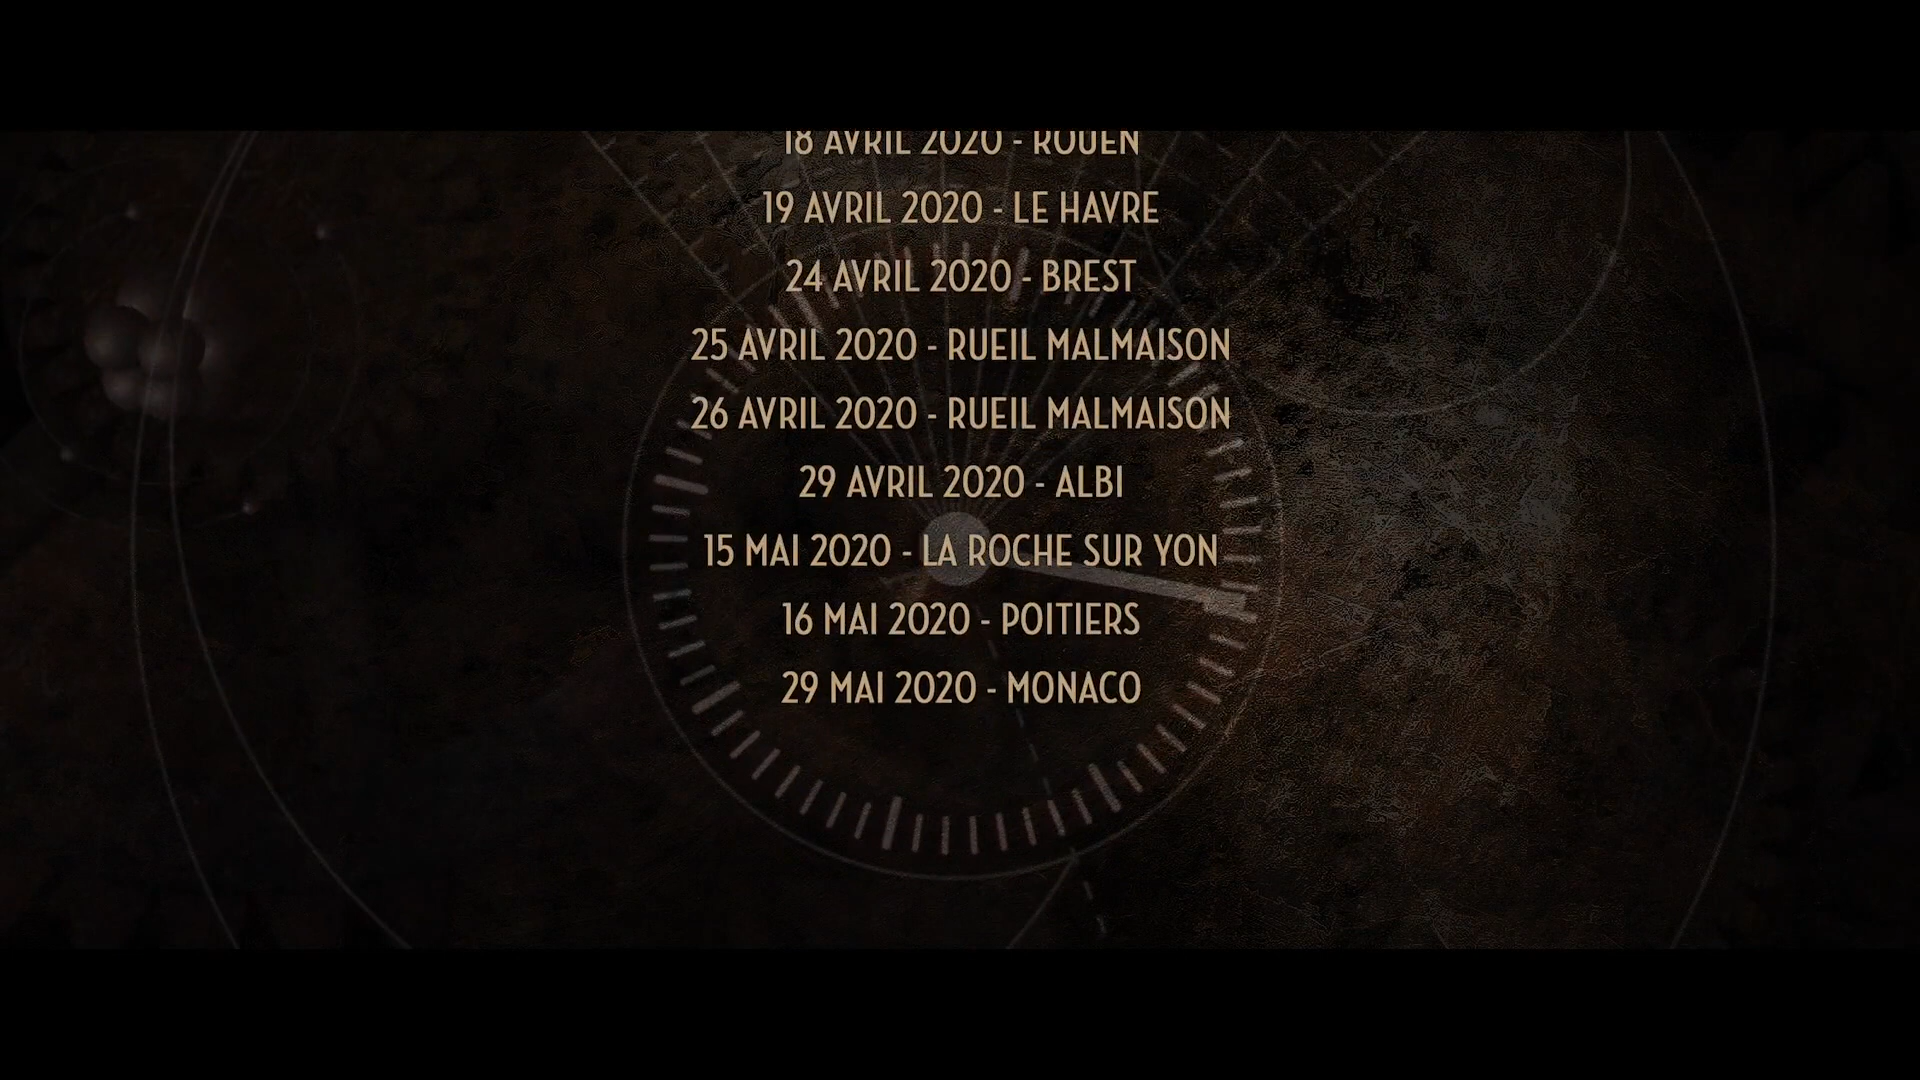 18 AVRIL 2020 - ROUEN
19 AVRIL 2020 - LE HAVRE
24 AVRIL 2020 - BREST
25 AVRIL 2020 - RUEIL MALMAISON
26 AVRIL 2020 - RUEIL MALMAISON
29 AVRIL 2020 - ALBI
15 MAI 2020 - LA ROCHE SUR YON
16 MAI 2020 - POITIERS
29 MAI 2020 - MONACO